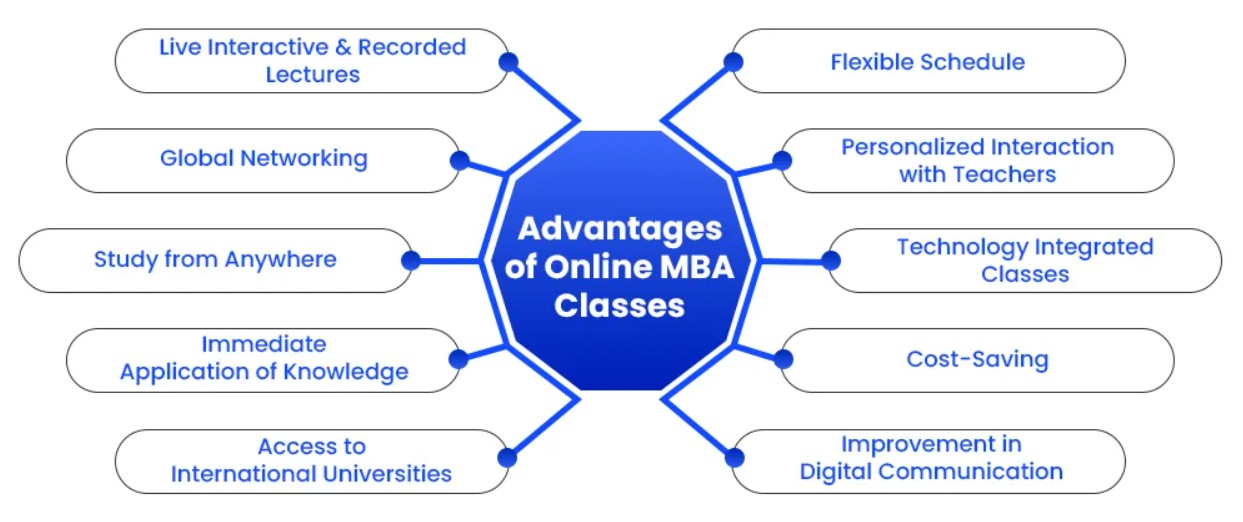 Live Interactive & Recorded
Lectures
Global Networking
Study from Anywhere
Immediate
Application of Knowledge
Access to
International Universities
Advantages
of Online MBA
Classes
Flexible Schedule
Personalized Interaction
with Teachers
Technology Integrated
Classes
Cost-Saving
Improvement in
Digital Communication